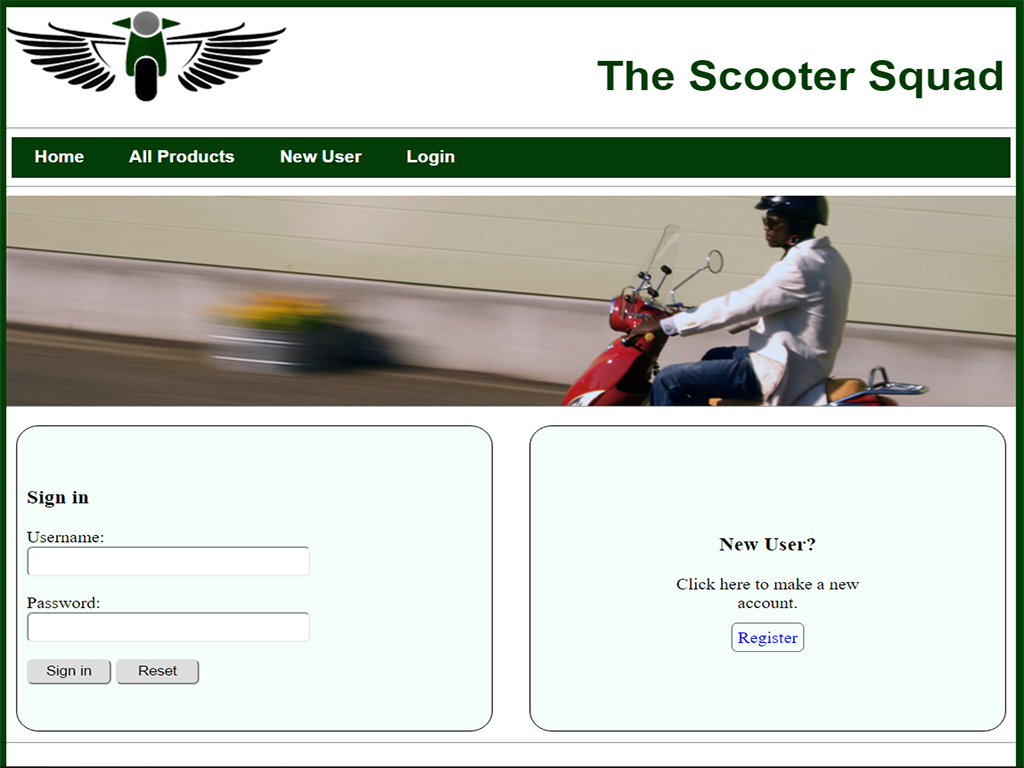 The Scooter Squad
Home All Products New User Login
Sign in
Username:
Password:
Sign in Reset
New User?
Click here to make a new
account.
Register